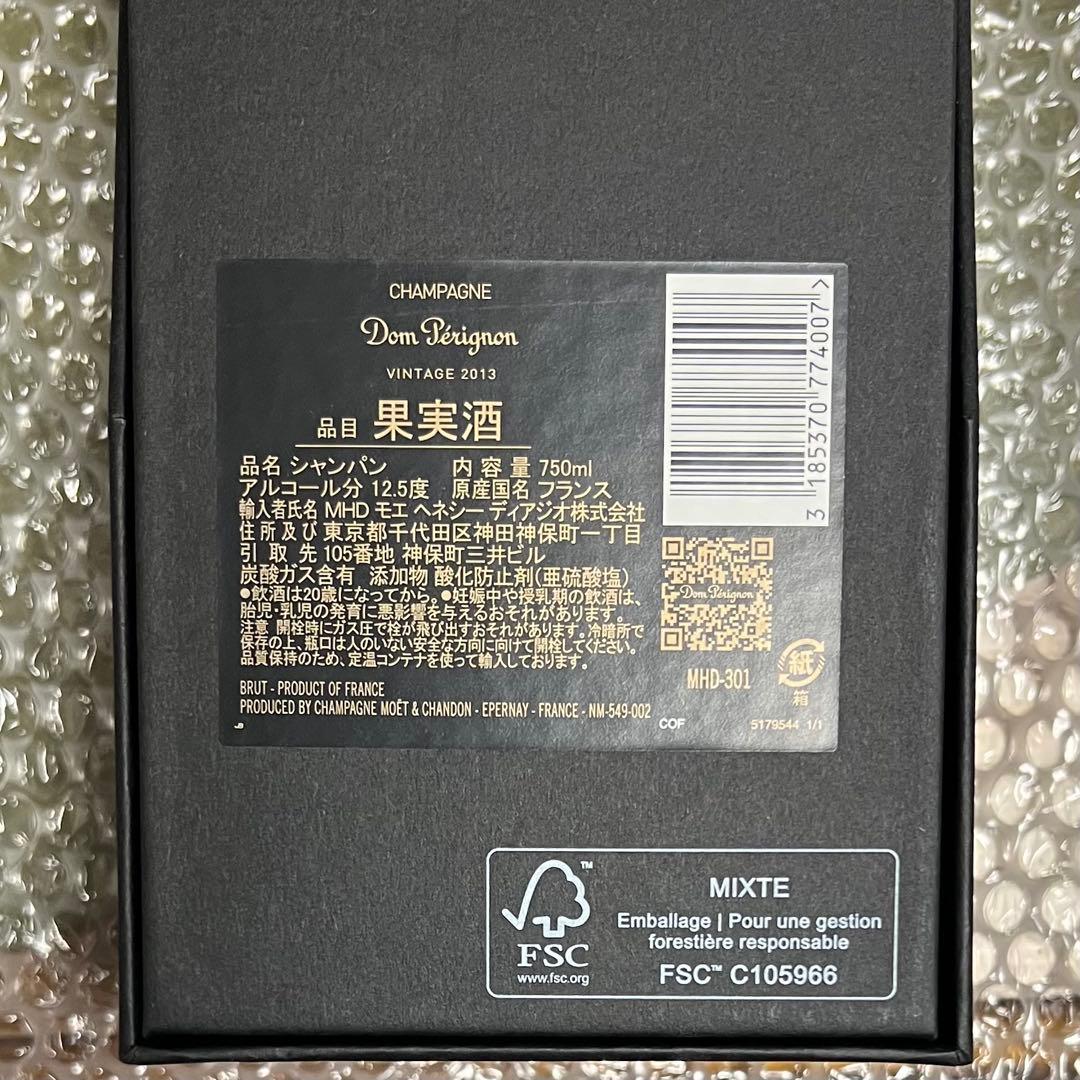 CHAMPAGNE
Dom Pérignon
VINTAGE 2013
品目 果実酒
品名 シャンパン 内容量 750ml
アルコール分 12.5度 原産国名 フランス
輸入者氏名 MHD モエ ヘネシー ディアジオ株式会社
住所及び 東京都千代田区神田神保町一丁目
引取先 105番地 神保町三井ビル
炭酸ガス含有 添加物 酸化防止剤(亜硫酸塩)
●飲酒は20歳になってから。●妊娠中や授乳期の飲酒は、
胎児・乳児の発育に悪影響を与えるおそれがあります。
注意 開栓時にガス圧で栓が飛び出すおそれがあります。冷暗所で
保存の上、瓶口は人のいない安全な方向に向けて開栓してください。
品質保持のため、定温コンテナを使って輸入しております。
BRUT - PRODUCT OF FRANCE
PRODUCED BY CHAMPAGNE MOËT & CHANDON - EPERNAY - FRANCE - NM-549-002
JB
COF
5179544 1/1
3 185370 774007 >
Dom Pérignon
MHD-301
紙
箱
FSC™
www.fsc.org
MIXTE
Emballage | Pour une gestion
forestière responsable
FSC™ C105966